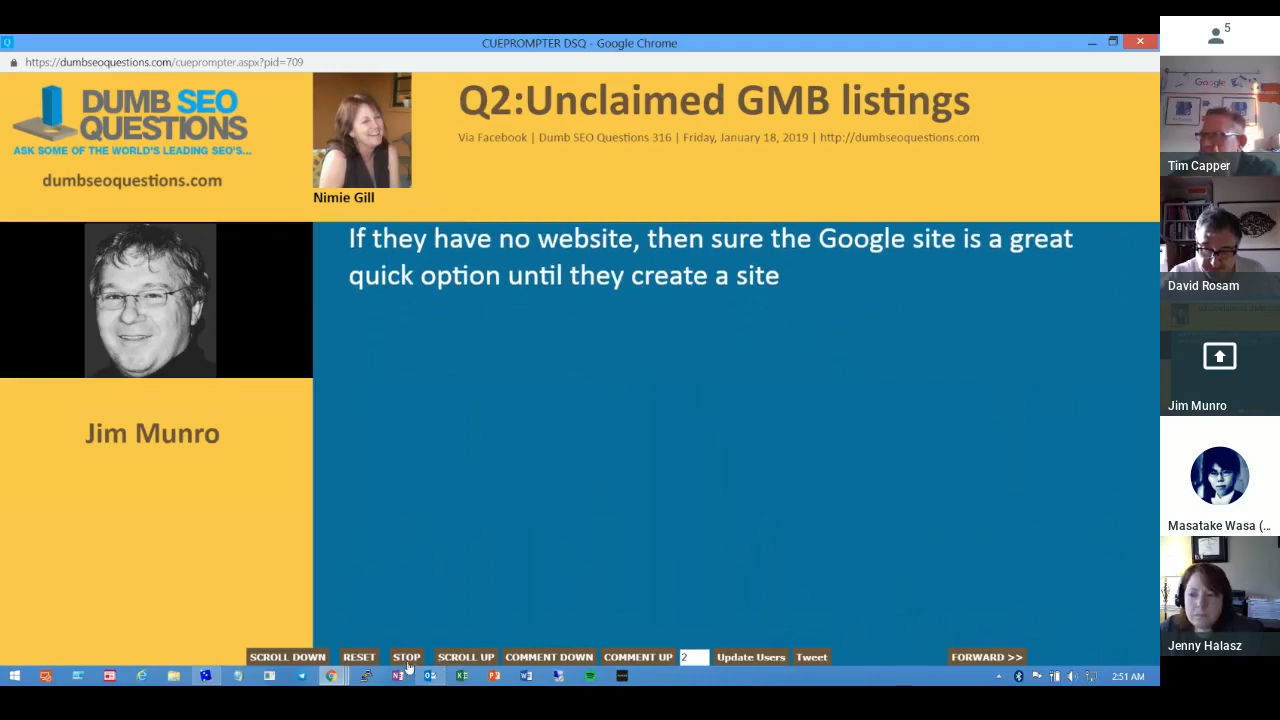 CUEPROMPTER DSQ - Google Chrome
https://dumbseoquestions.com/cueprompter.aspx?pid=709
DUMB SEO
QUESTIONS
ASK SOME OF THE WORLD'S LEADING SEO'S...
dumbseoquestions.com
Nimie Gill
Q2:Unclaimed GMB listings
Via Facebook | Dumb SEO Questions 316 | Friday, January 18, 2019 | http://dumbseoquestions.com
Jim Munro
If they have no website, then sure the Google site is a great
quick option until they create a site
SCROLL DOWN RESET STOP SCROLL UP COMMENT DOWN COMMENT UP 2 Update Users Tweet FORWARD >>
2:51 AM
5
Google
Tim Capper
David Rosam
Jim Munro
Masatake Wasa (...
Jenny Halasz